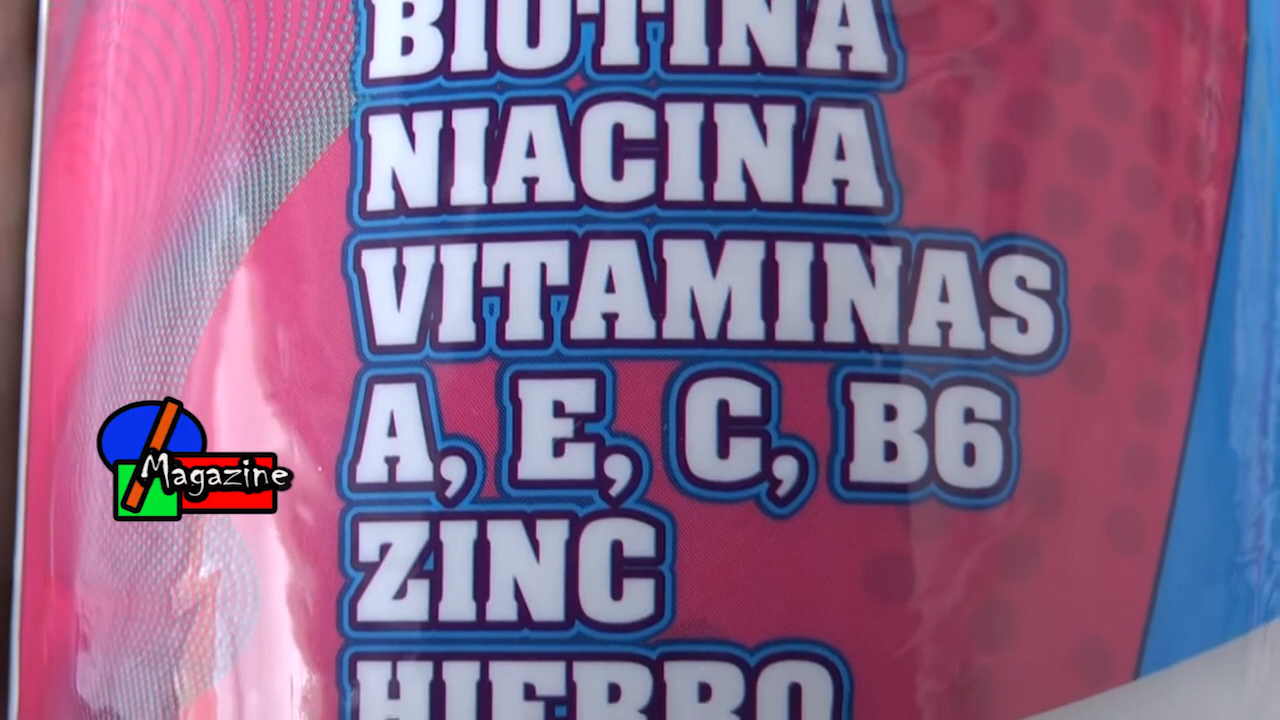 BIOTINA
NIACINA
VITAMINAS
A, E, C, B6
Magazine
ZINC
HIERRO